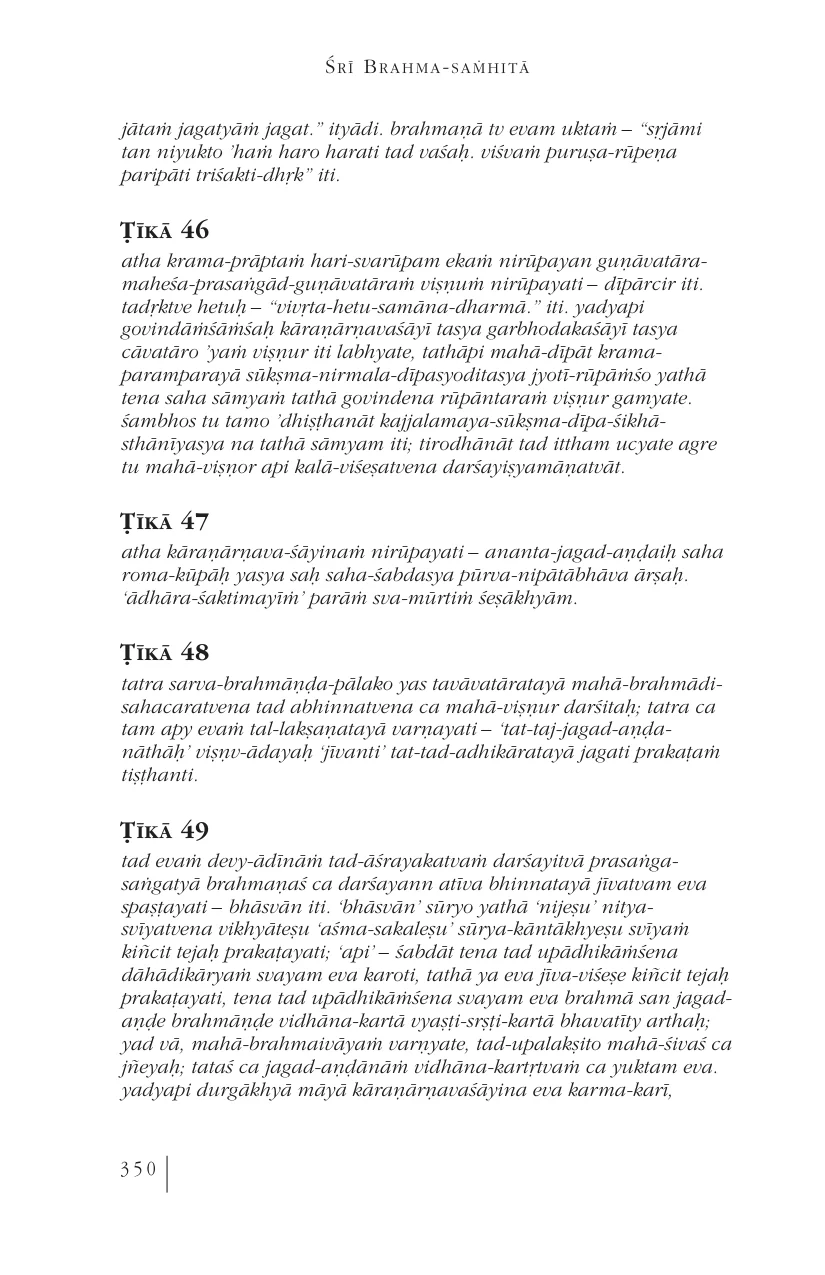 ŚRĪ BRAHMA-SAṀHITĀ
jātaṁ jagatyāṁ jagat.” ityādi. brahmaṇā tv evam uktaṁ – “sṛjāmi
tan niyukto ’haṁ haro harati tad vaśaḥ. viśvaṁ puruṣa-rūpeṇa
paripāti triśakti-dhṛk” iti.
ṬĪKĀ 46
atha krama-prāptaṁ hari-svarūpam ekaṁ nirūpayan guṇāvatāra-
maheśa-prasaṅgād-guṇāvatāraṁ viṣṇuṁ nirūpayati – dīpārcir iti.
tadṛktve hetuḥ – “vivṛta-hetu-samāna-dharmā.” iti. yadyapi
govindāṁśāṁśaḥ kāraṇārṇavaśāyī tasya garbhodakaśāyī tasya
cāvatāro ’yaṁ viṣṇur iti labhyate, tathāpi mahā-dīpāt krama-
paramparayā sūkṣma-nirmala-dīpasyoditasya jyotī-rūpāṁśo yathā
tena saha sāmyaṁ tathā govindena rūpāntaraṁ viṣṇur gamyate.
śambhos tu tamo ’dhiṣṭhanāt kajjalamaya-sūkṣma-dīpa-śikhā-
sthānīyasya na tathā sāmyam iti; tirodhānāt tad ittham ucyate agre
tu mahā-viṣṇor api kalā-viśeṣatvena darśayiṣyamāṇatvāt.
ṬĪKĀ 47
atha kāraṇārṇava-śāyinaṁ nirūpayati – ananta-jagad-aṇḍaiḥ saha
roma-kūpāḥ yasya saḥ saha-śabdasya pūrva-nipātābhāva ārṣaḥ.
‘ādhāra-śaktimayīṁ’ parāṁ sva-mūrtiṁ śeṣākhyām.
ṬĪKĀ 48
tatra sarva-brahmāṇḍa-pālako yas tavāvatāratayā mahā-brahmādi-
sahacaratvena tad abhinnatvena ca mahā-viṣṇur darśitaḥ; tatra ca
tam apy evaṁ tal-lakṣaṇatayā varṇayati – ‘tat-taj-jagad-aṇḍa-
nāthāḥ’ viṣṇv-ādayaḥ ‘jīvanti’ tat-tad-adhikāratayā jagati prakaṭaṁ
tiṣṭhanti.
ṬĪKĀ 49
tad evaṁ devy-ādīnāṁ tad-āśrayakatvaṁ darśayitvā prasaṅga-
saṅgatyā brahmaṇaś ca darśayann atīva bhinnatayā jīvatvam eva
spaṣṭayati – bhāsvān iti. ‘bhāsvān’ sūryo yathā ‘nijeṣu’ nitya-
svīyatvena vikhyāteṣu ‘aśma-sakaleṣu’ sūrya-kāntākhyeṣu svīyaṁ
kiñcit tejaḥ prakaṭayati; ‘api’ – śabdāt tena tad upādhikāṁśena
dāhādikāryaṁ svayam eva karoti, tathā ya eva jīva-viśeṣe kiñcit tejaḥ
prakaṭayati, tena tad upādhikāṁśena svayam eva brahmā san jagad-
aṇḍe brahmāṇḍe vidhāna-kartā vyaṣṭi-sṛṣṭi-kartā bhavatīty arthaḥ;
yad vā, mahā-brahmaivāyaṁ varṇyate, tad-upalakṣito mahā-śivaś ca
jñeyaḥ; tataś ca jagad-aṇḍānāṁ vidhāna-kartṛtvaṁ ca yuktam eva.
yadyapi durgākhyā māyā kāraṇārṇavaśāyina eva karma-karī,
350